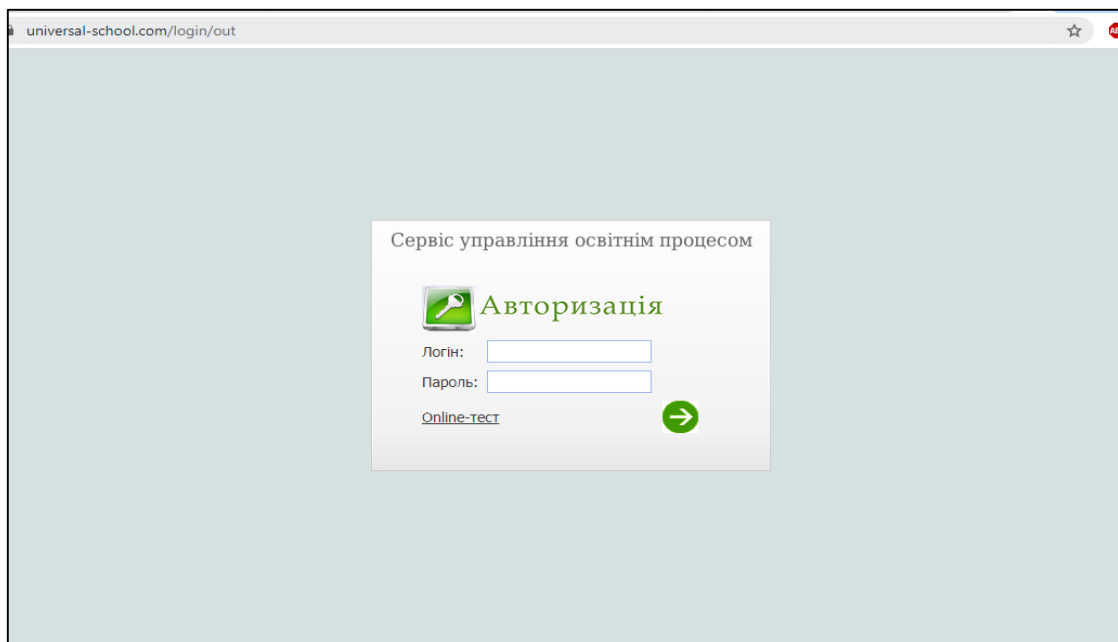 universal-school.com/login/out
Сервіс управління освітнім процесом
Авторизація
Логін:
Пароль:
Online-тест